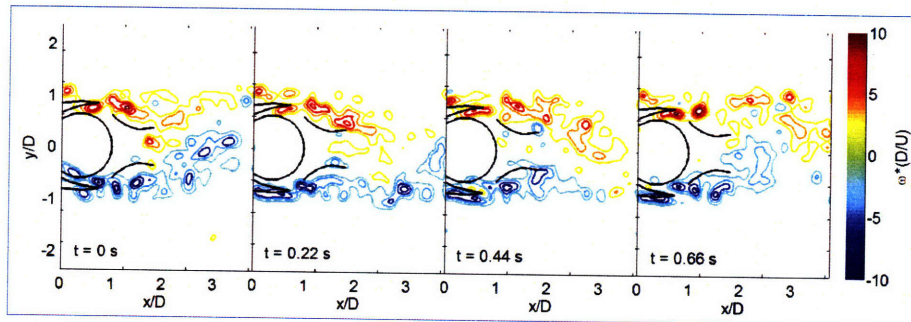 2
1
0
-1
-2
y/D
t = 0 s
t = 0.22 s
t = 0.44 s
t = 0.66 s
0 1 2 3
0 1 2 3
0 1 2 3
0 1 2 3
x/D
x/D
x/D
x/D
10
5
0
-5
-10
ω*(D/U)